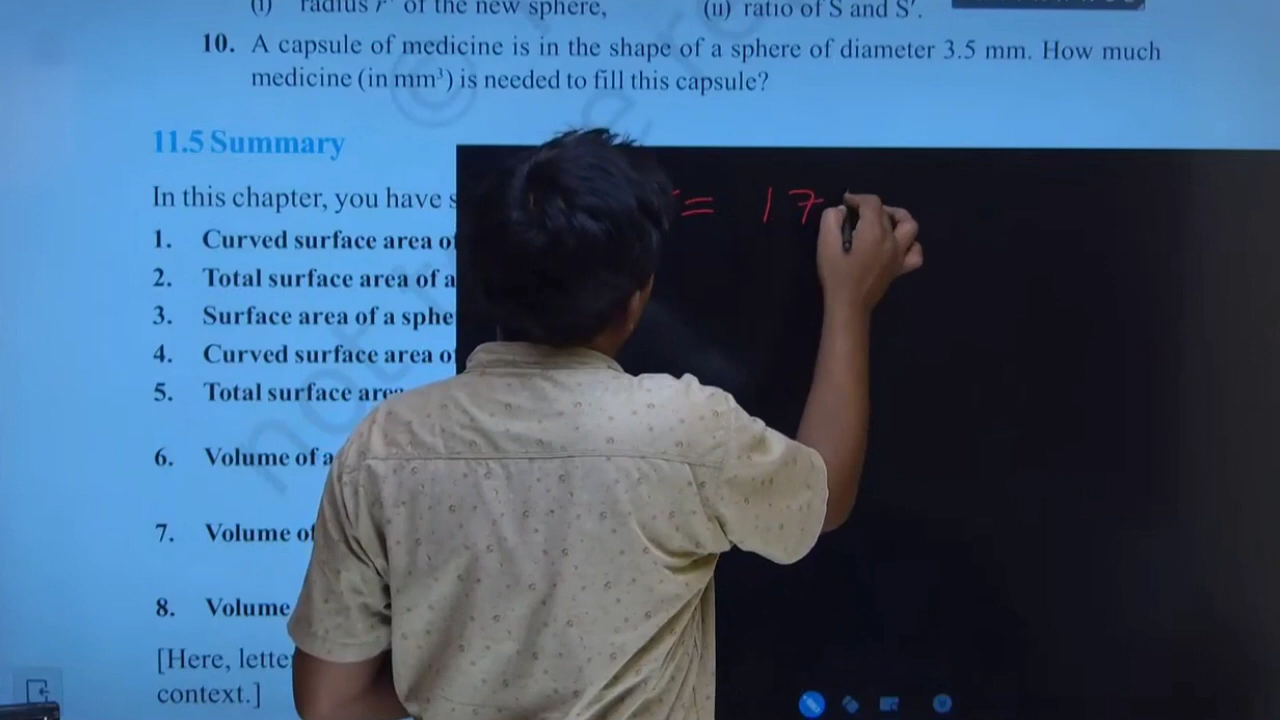 (i) radius r' of the new sphere, (ii) ratio of S and S'.
10. A capsule of medicine is in the shape of a sphere of diameter 3.5 mm. How much
medicine (in mm³) is needed to fill this capsule?
11.5 Summary
In this chapter, you have s
= 17
1. Curved surface area of
2. Total surface area of a
3. Surface area of a sphe
4. Curved surface area o
5. Total surface area
6. Volume of a
7. Volume of
8. Volume
[Here, lette
context.]